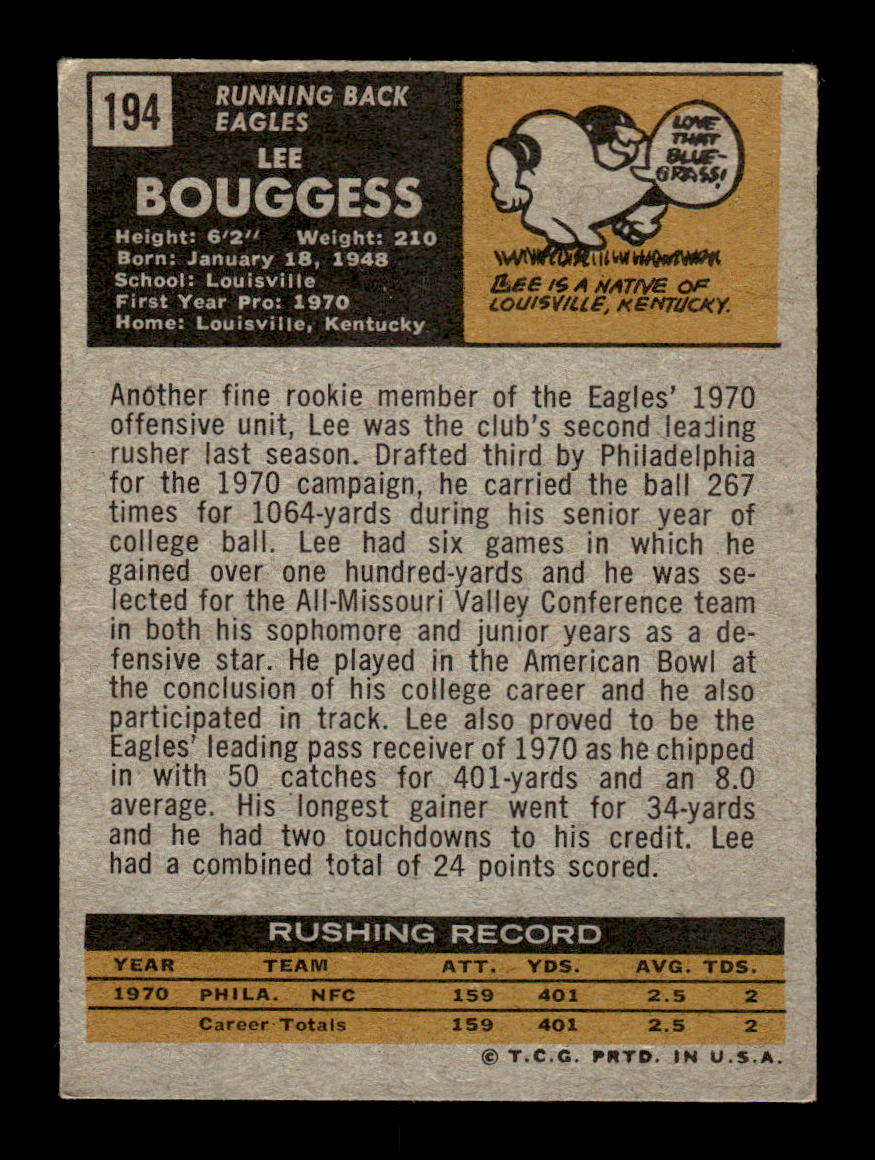 194
RUNNING BACK
EAGLES
LEE
BOUGGESS
Height: 6'2" Weight: 210
Born: January 18, 1948
School: Louisville
First Year Pro: 1970
Home: Louisville, Kentucky
LOVE
THAT
BLUE-
GRASS!
LEE IS A NATIVE OF
LOUISVILLE, KENTUCKY.
Another fine rookie member of the Eagles' 1970
offensive unit, Lee was the club's second leading
rusher last season. Drafted third by Philadelphia
for the 1970 campaign, he carried the ball 267
times for 1064-yards during his senior year of
college ball. Lee had six games in which he
gained over one hundred-yards and he was se-
lected for the All-Missouri Valley Conference team
in both his sophomore and junior years as a de-
fensive star. He played in the American Bowl at
the conclusion of his college career and he also
participated in track. Lee also proved to be the
Eagles' leading pass receiver of 1970 as he chipped
in with 50 catches for 401-yards and an 8.0
average. His longest gainer went for 34-yards
and he had two touchdowns to his credit. Lee
had a combined total of 24 points scored.
RUSHING RECORD
YEAR TEAM ATT. YDS. AVG. TDS.
1970 PHILA. NFC 159 401 2.5 2
Career Totals 159 401 2.5 2
© T.C.G. PRTD. IN U.S.A.